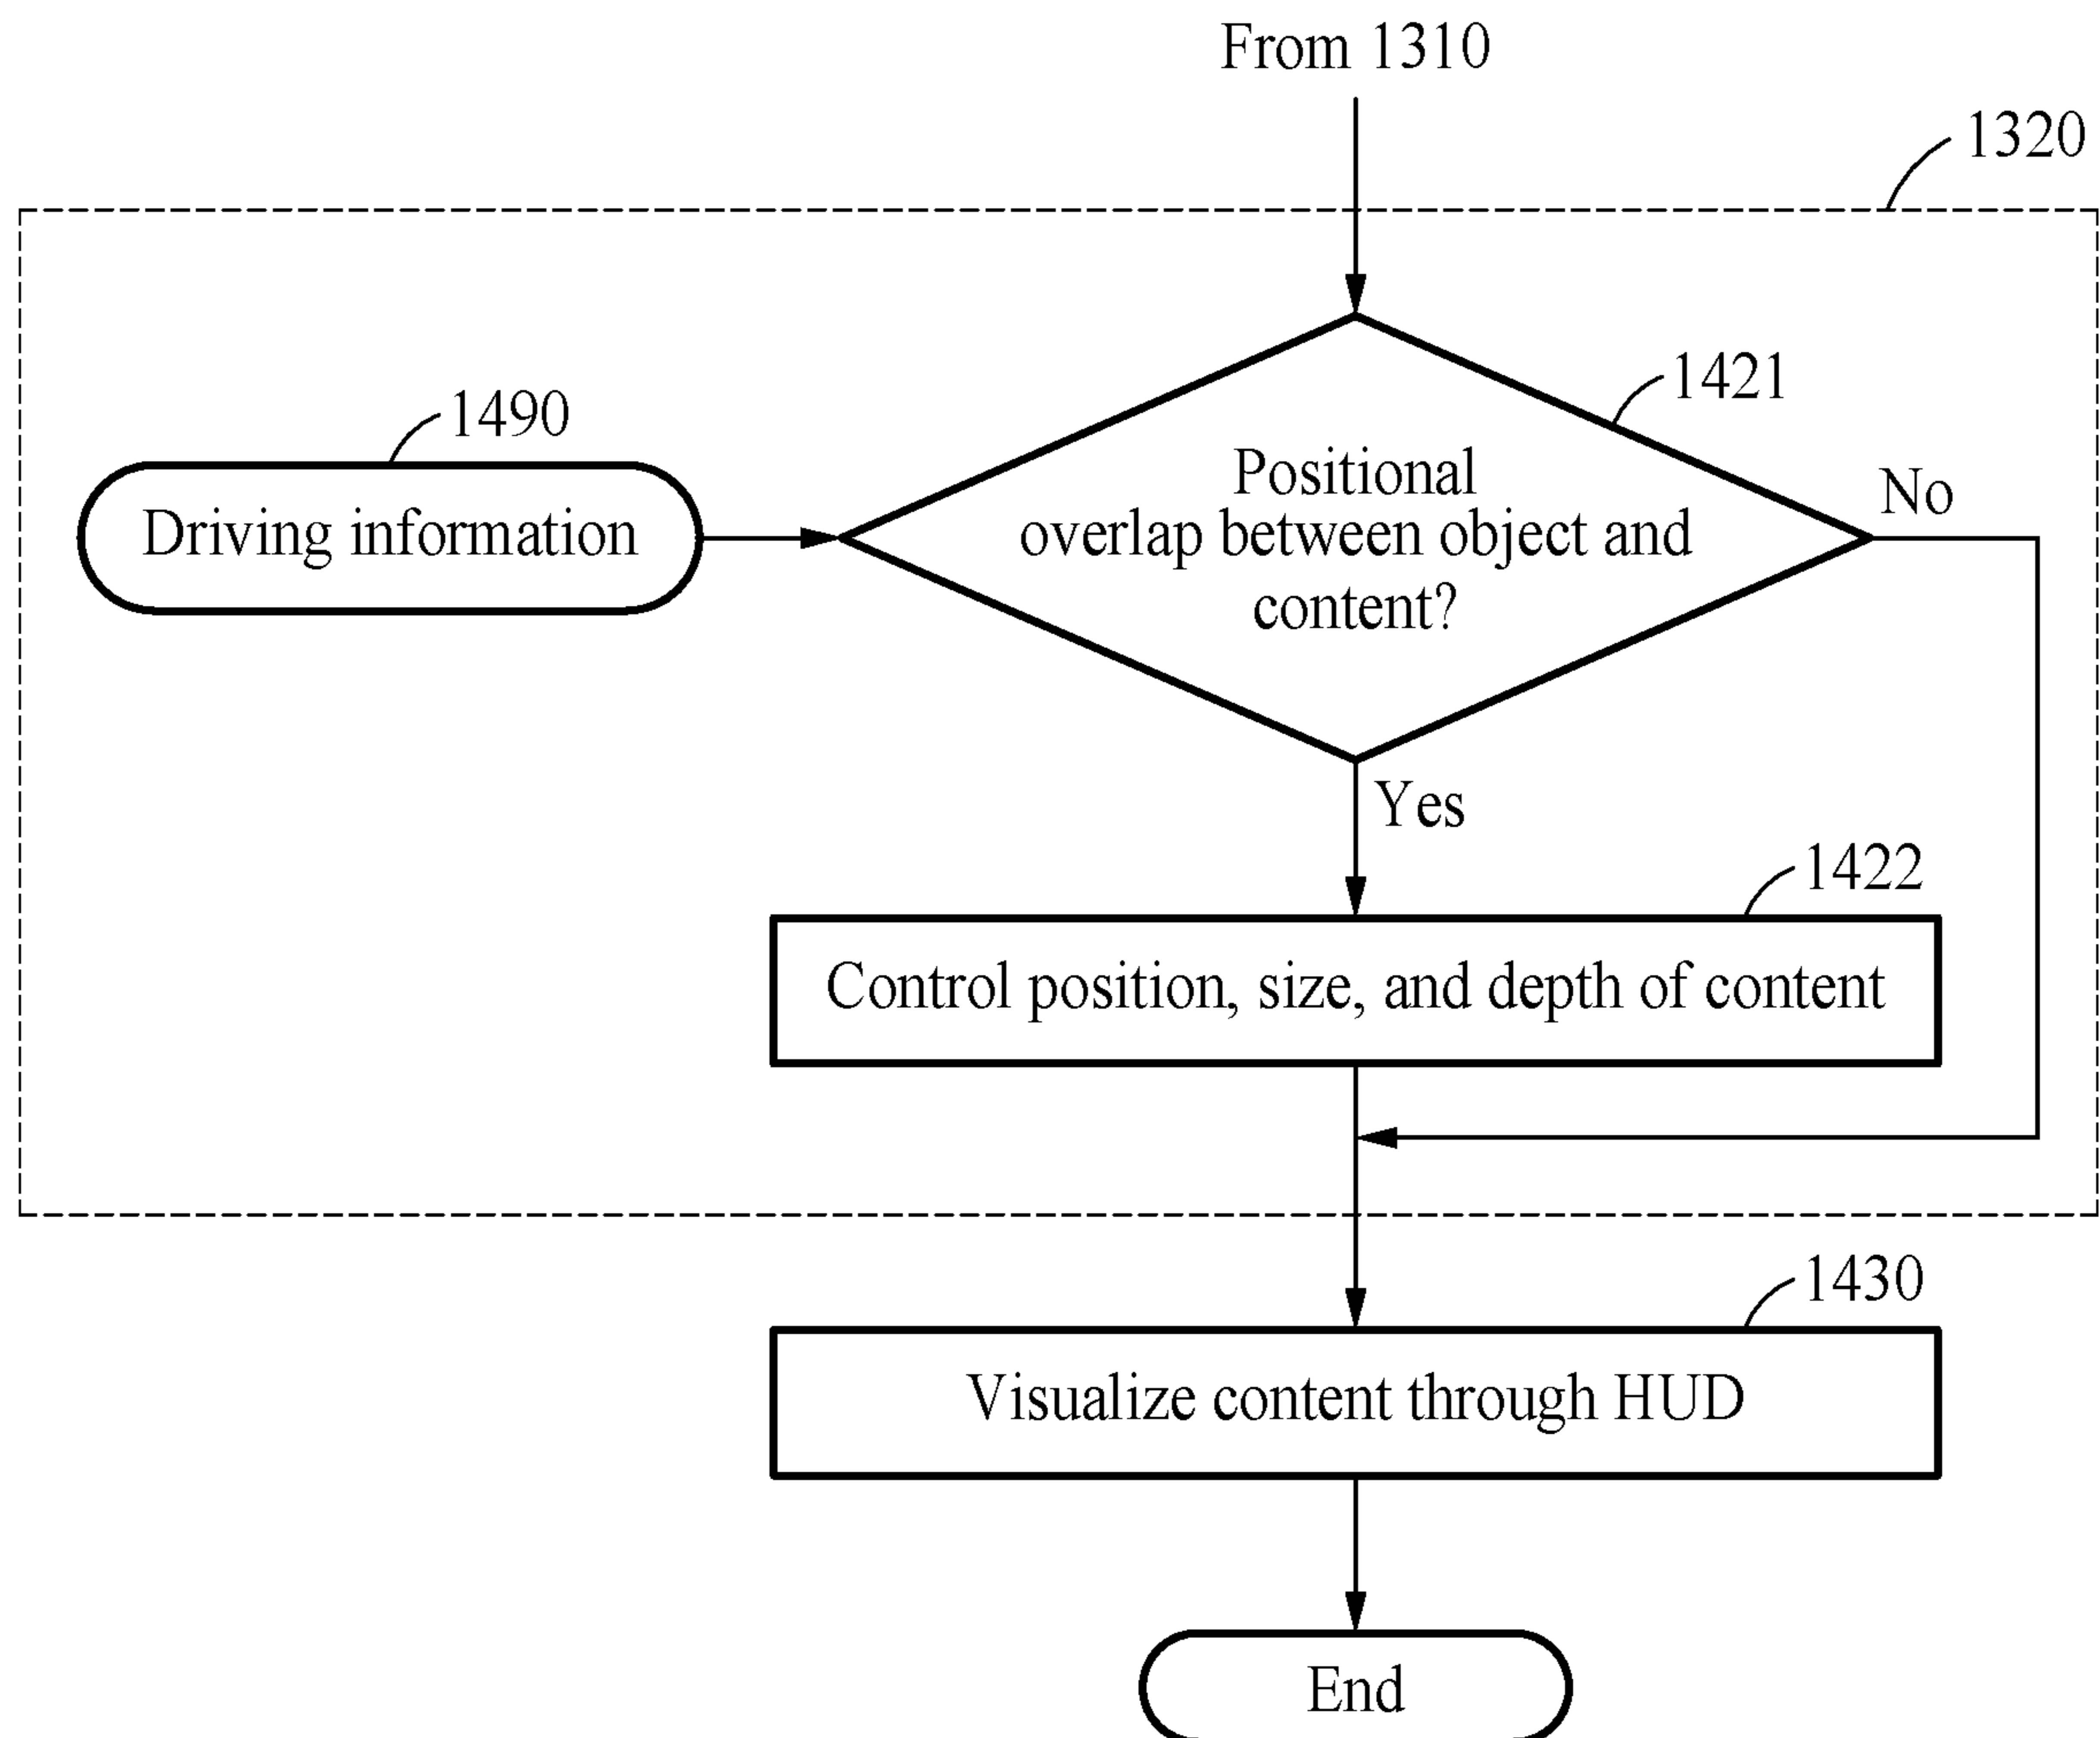 From 1310
1320
1421
1490
Positional
No
Driving information
overlap between object and
content?
Yes
1422
Control position, size, and depth of content
1430
Visualize content through HUD
End